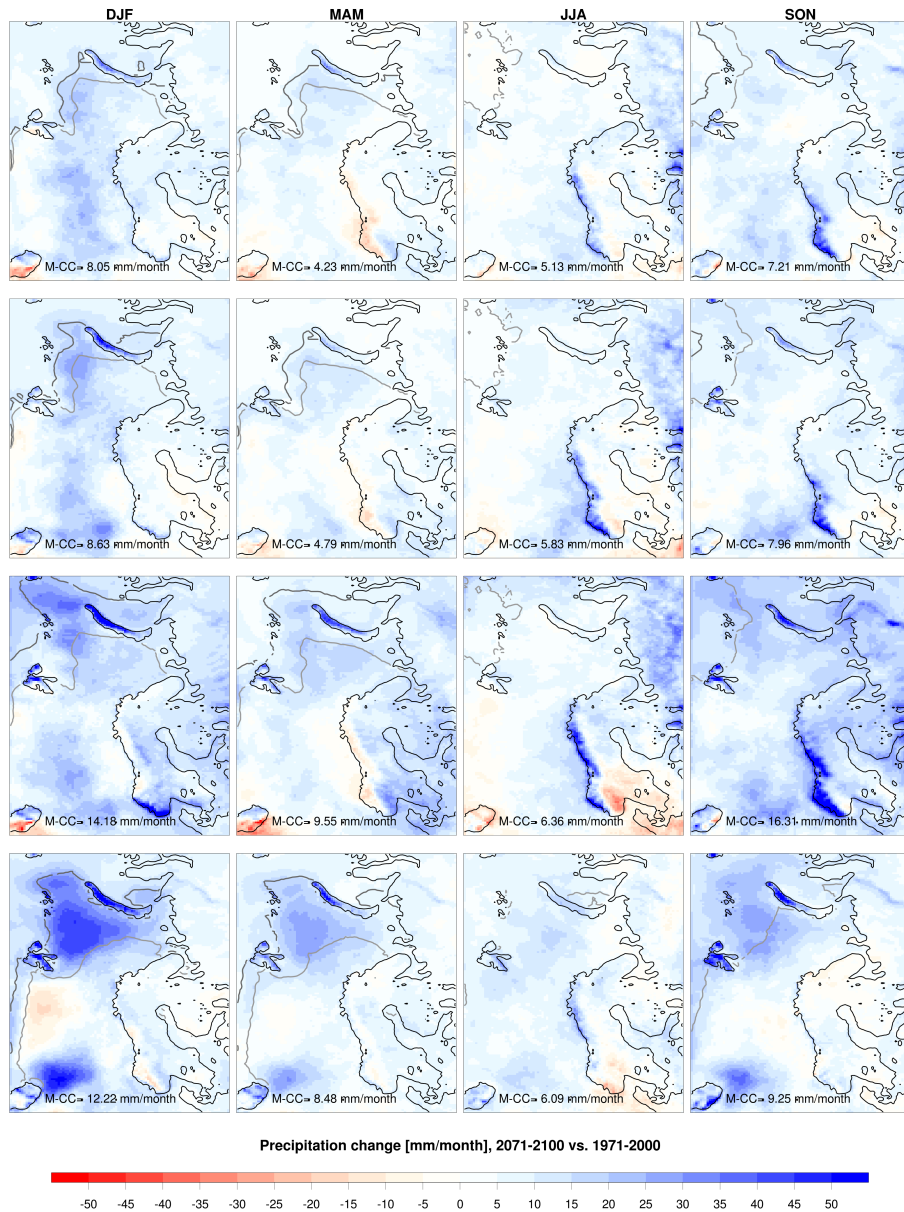 DJF MAM JJA SON
M-CC= 8.05 mm/month M-CC= 4.23 mm/month M-CC= 5.13 mm/month M-CC= 7.21 mm/month
M-CC= 8.63 mm/month M-CC= 4.79 mm/month M-CC= 5.83 mm/month M-CC= 7.96 mm/month
M-CC= 14.18 mm/month M-CC= 9.55 mm/month M-CC= 6.36 mm/month M-CC= 16.31 mm/month
M-CC= 12.22 mm/month M-CC= 8.48 mm/month M-CC= 6.09 mm/month M-CC= 9.25 mm/month
Precipitation change [mm/month], 2071-2100 vs. 1971-2000
-50 -45 -40 -35 -30 -25 -20 -15 -10 -5 0 5 10 15 20 25 30 35 40 45 50